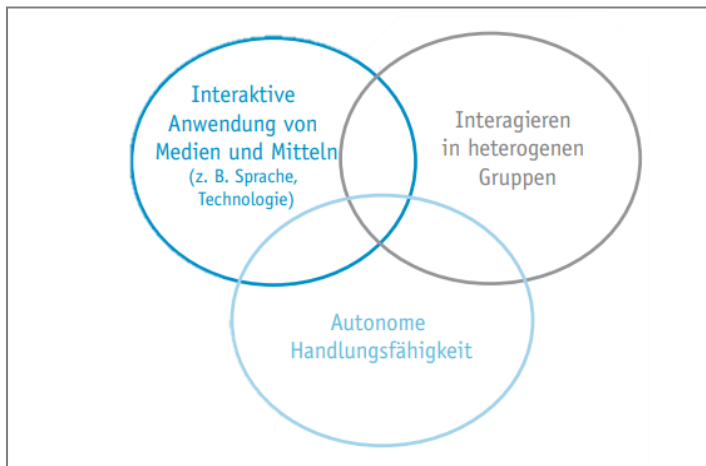 Interaktive
Anwendung von
Medien und Mitteln
(z. B. Sprache,
Technologie)
Interagieren
in heterogenen
Gruppen
Autonome
Handlungsfähigkeit